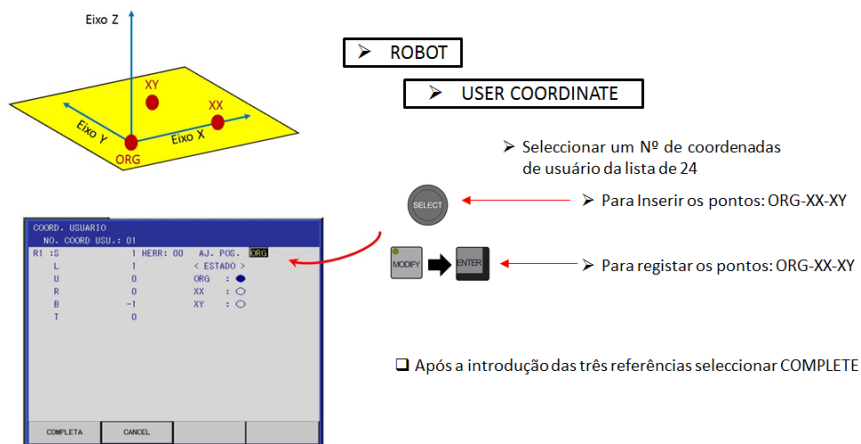 Eixo Z
XY
XX
Eixo Y
Eixo X
ORG
➢ ROBOT
➢ USER COORDINATE
➢ Seleccionar um Nº de coordenadas
de usuário da lista de 24
SELECT
➢ Para Inserir os pontos: ORG-XX-XY
MODIFY
ENTER
➢ Para registar os pontos: ORG-XX-XY
❑ Após a introdução das três referências seleccionar COMPLETE
COORD. USUARIO
NO. COORD USU.: 01
R1 :S 1 HERR: 00 AJ. POS. ORG
L 1 < ESTADO >
U 0 ORG :
R 0 XX :
B -1 XY :
T 0
COMPLETA CANCEL